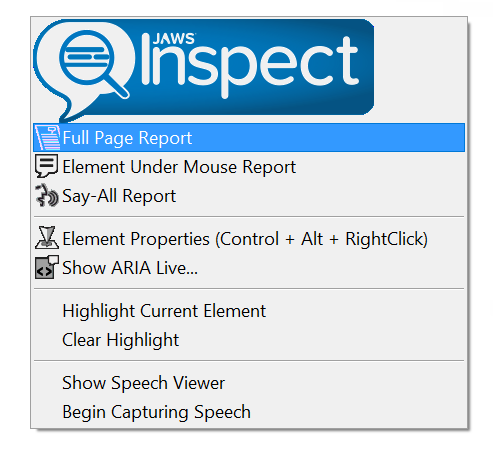 JAWS
Inspect
Full Page Report
Element Under Mouse Report
Say-All Report
Element Properties (Control + Alt + RightClick)
Show ARIA Live...
Highlight Current Element
Clear Highlight
Show Speech Viewer
Begin Capturing Speech